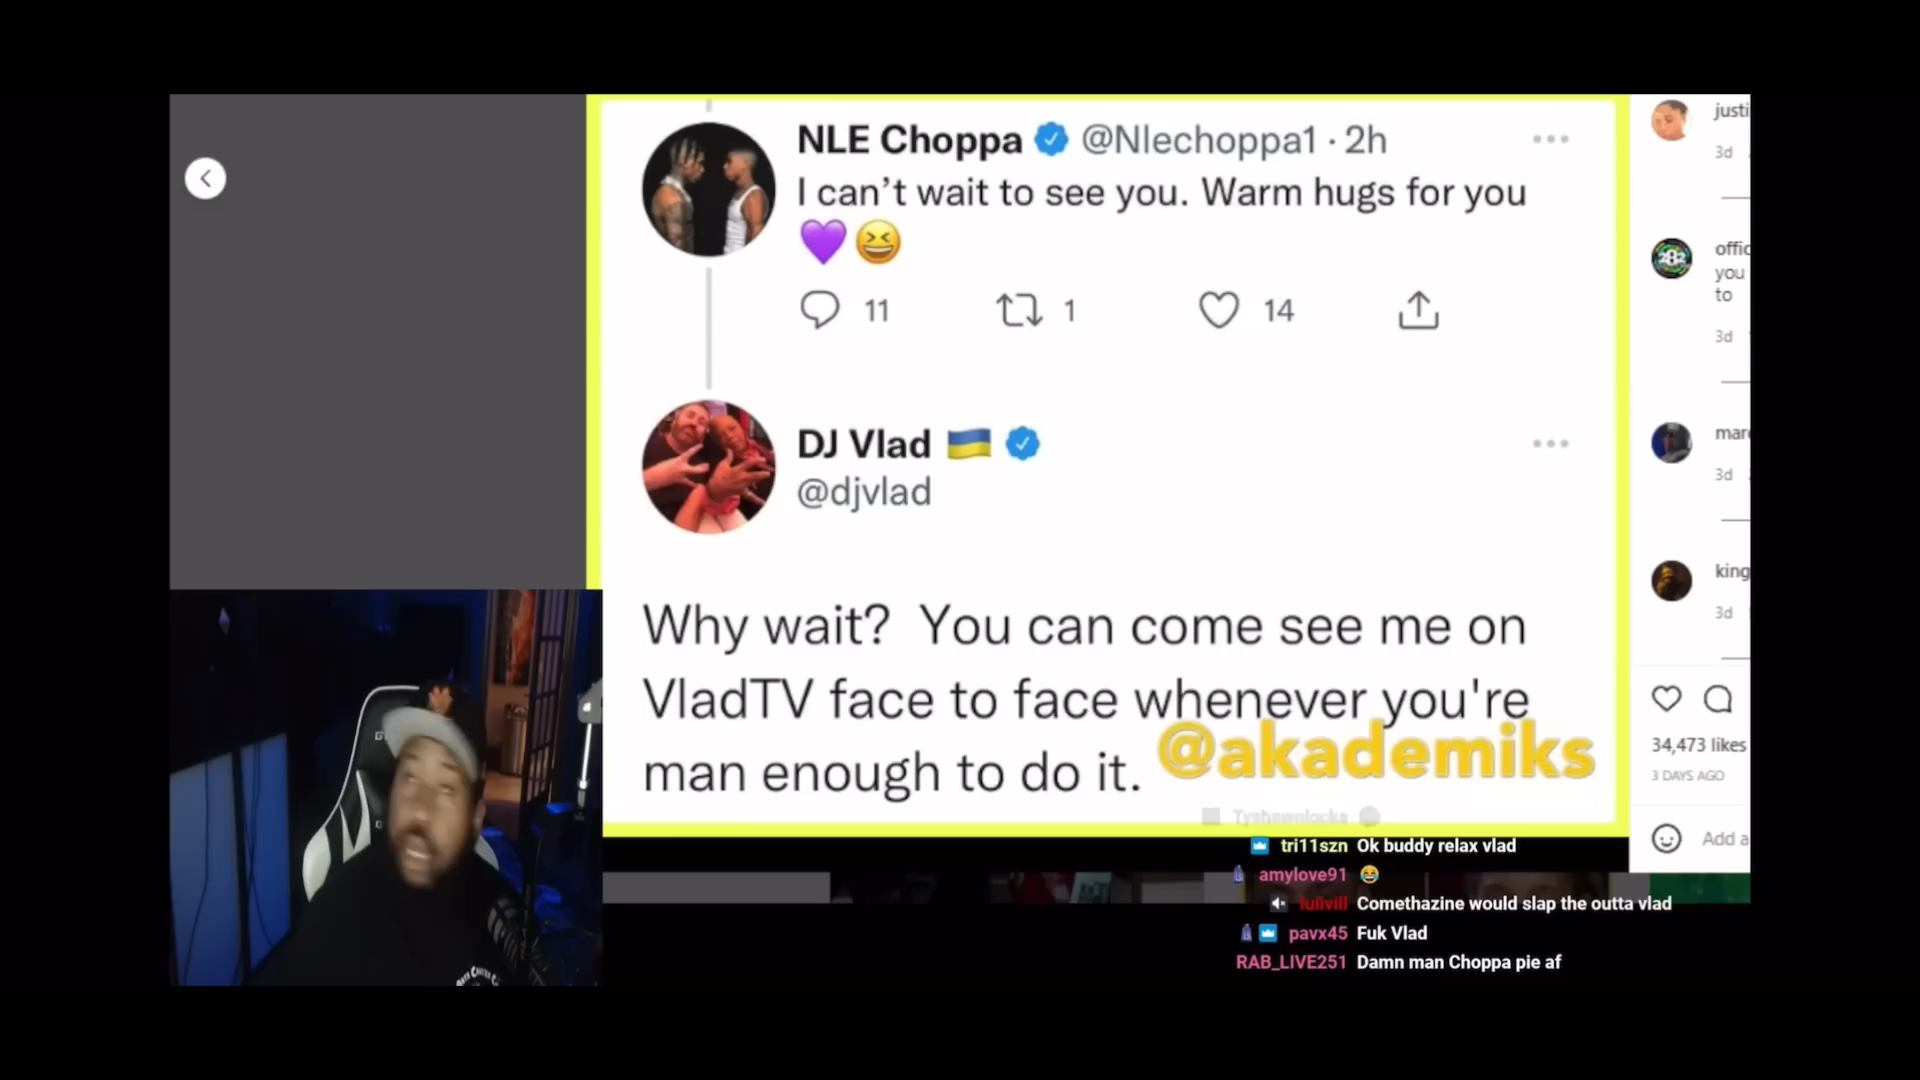 NLE Choppa @Nlechoppa1 · 2h
I can't wait to see you. Warm hugs for you
💜😆
11 1 14
DJ Vlad 🇺🇦
@djvlad
Why wait? You can come see me on
VladTV face to face whenever you're
man enough to do it.
@akademiks
justi
3d
offic
you
to
3d
mar
3d
king
3d
34,473 likes
3 DAYS AGO
Add a
Tyshawnlocks
tri11szn Ok buddy relax vlad
amylove91 😂
lulivill Comethazine would slap the outta vlad
pavx45 Fuk Vlad
RAB_LIVE251 Damn man Choppa pie af